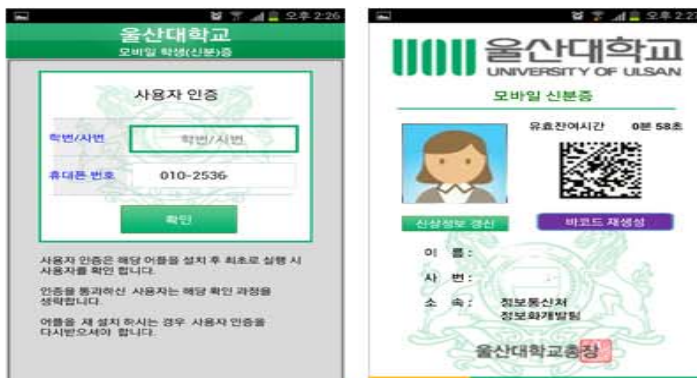 오후 2:26
울산대학교
모바일 학생(신분)증
사용자 인증
학번/사번
학번/사번
휴대폰 번호
010-2536-
확인
사용자 인증은 해당 어플을 설치 후 최초로 실행 시
사용자를 확인 합니다.
인증을 통과하신 사용자는 해당 확인 과정을
생략합니다.
어플을 재 설치 하시는 경우 사용자 인증을
다시받으셔야 합니다.
오후 2:27
UOU 울산대학교
UNIVERSITY OF ULSAN
모바일 신분증
유효잔여시간 0분 58초
신상정보 갱신
바코드 재생성
이 름 :
사 번 :
소 속 : 정보통신처
정보화개발팀
울산대학교총장